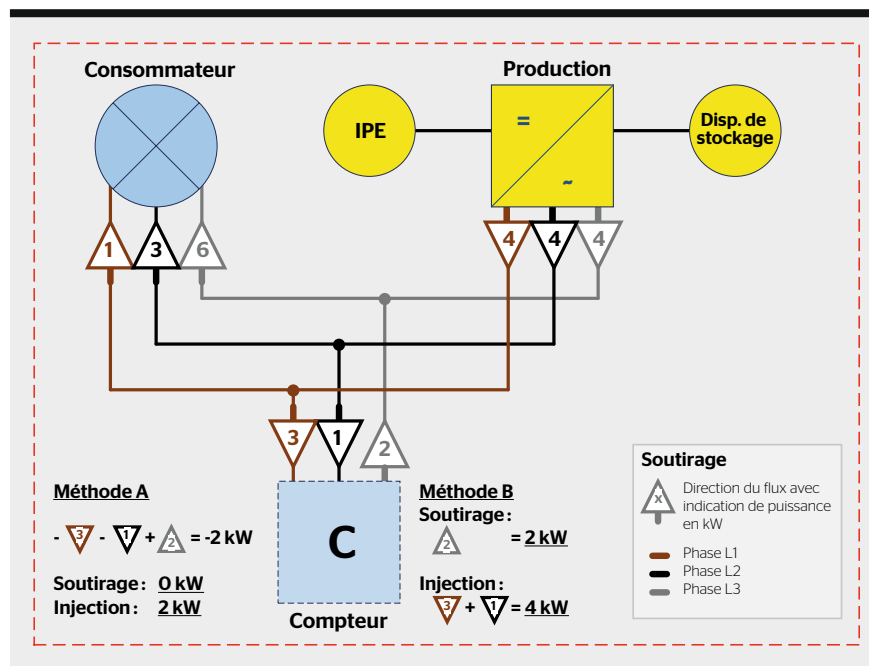 Consommateur
Production
IPE
=
~
Disp. de
stockage
1
3
6
4
4
4
3
1
2
C
Compteur
Méthode A
- 3 - 1 + 2 = -2 kW
Soutirage: 0 kW
Injection: 2 kW
Méthode B
Soutirage:
2 = 2 kW
Injection:
3 + 1 = 4 kW
Soutirage
x
Direction du flux avec
indication de puissance
en kW
Phase L1
Phase L2
Phase L3